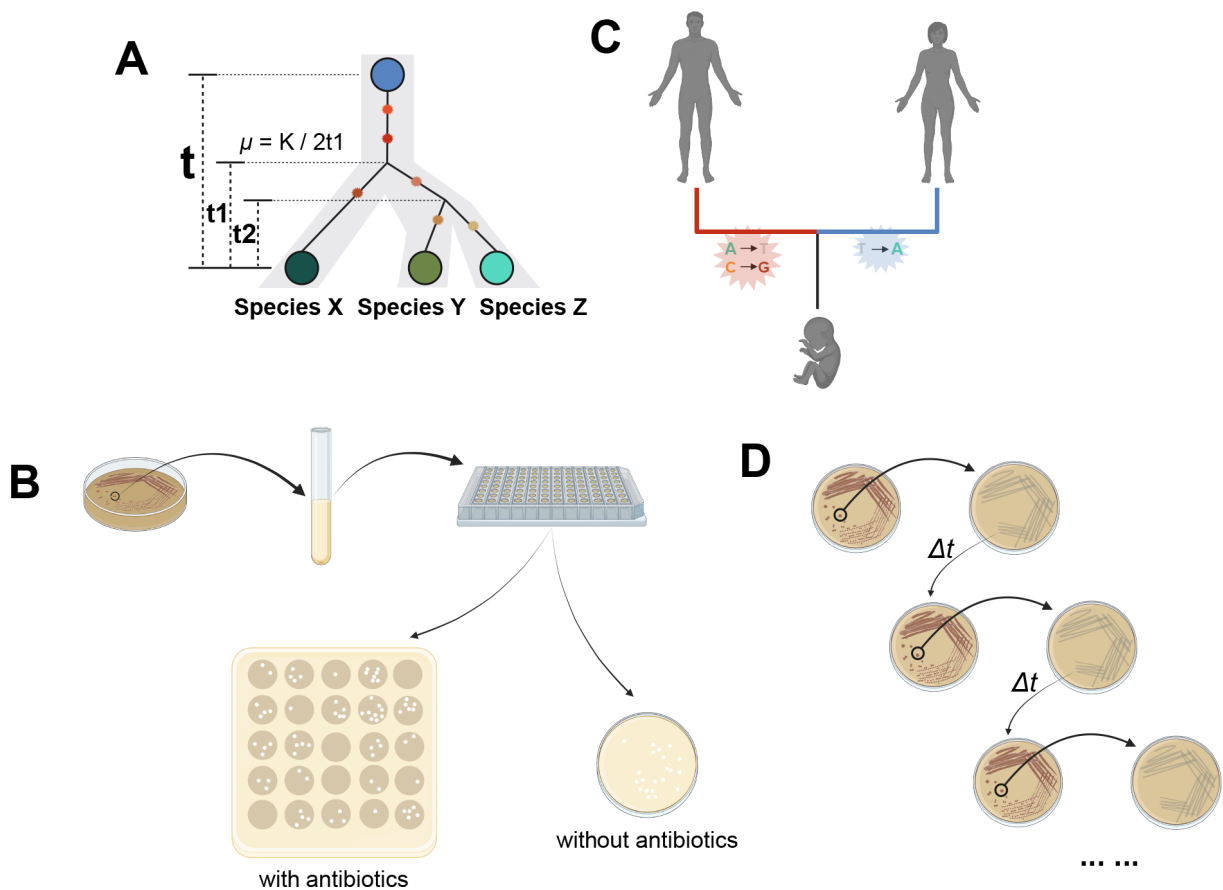 A
t
μ = K / 2t1
t1
t2
Species X
Species Y
Species Z
C
A → T
C → G
T → A
B
with antibiotics
without antibiotics
D
Δt
Δt
... ...